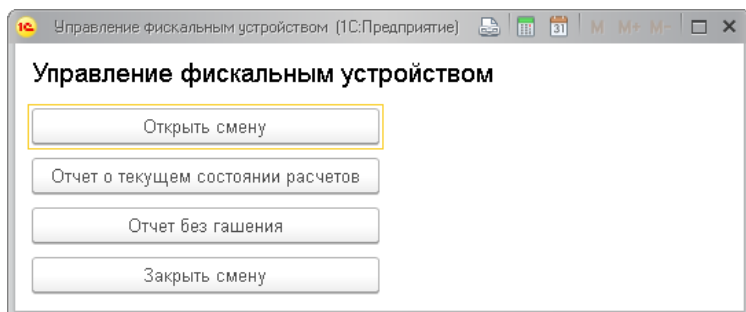 1С Управление фискальным устройством (1С:Предприятие) 31 M M+ M-
Управление фискальным устройством
Открыть смену
Отчет о текущем состоянии расчетов
Отчет без гашения
Закрыть смену